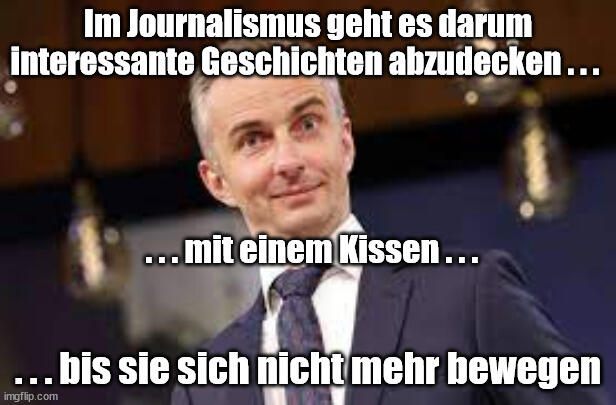 Im Journalismus geht es darum
interessante Geschichten abzudecken . . .
. . . mit einem Kissen . . .
. . . bis sie sich nicht mehr bewegen
imgflip.com